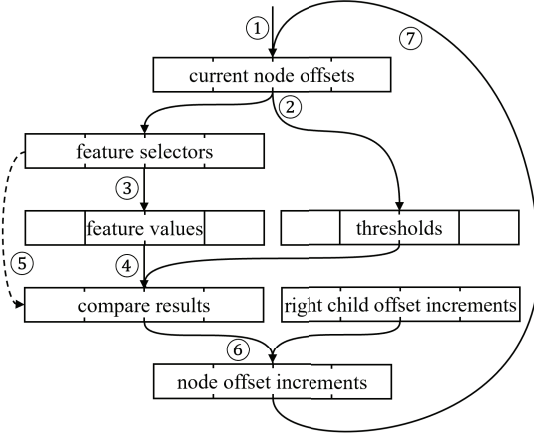 ①
⑦
current node offsets
②
feature selectors
③
feature values
thresholds
④
⑤
compare results
right child offset increments
⑥
node offset increments